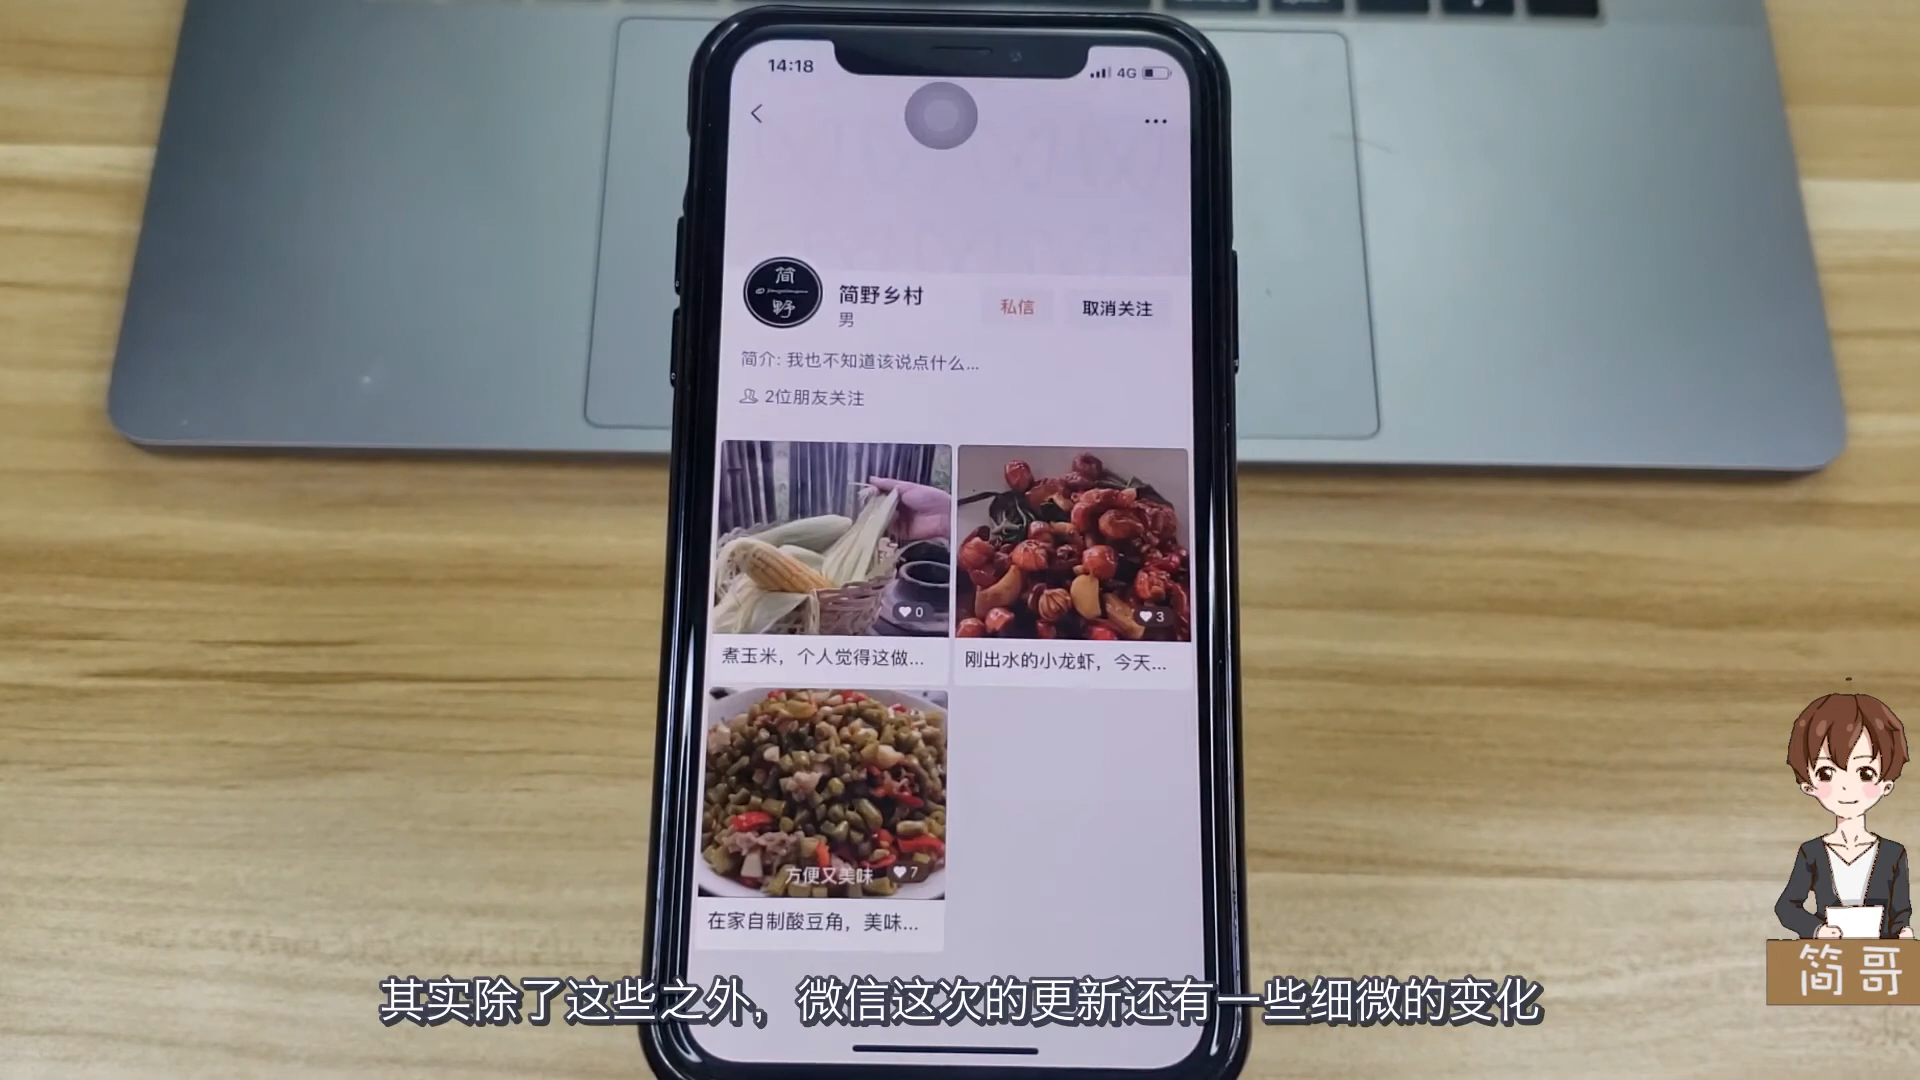 14:18
4G
简
野
简野乡村
男
私信
取消关注
简介: 我也不知道该说点什么...
2位朋友关注
0
3
煮玉米，个人觉得这做...
刚出水的小龙虾，今天...
方便又美味
7
在家自制酸豆角，美味...
其实除了这些之外，微信这次的更新还有一些细微的变化
简哥